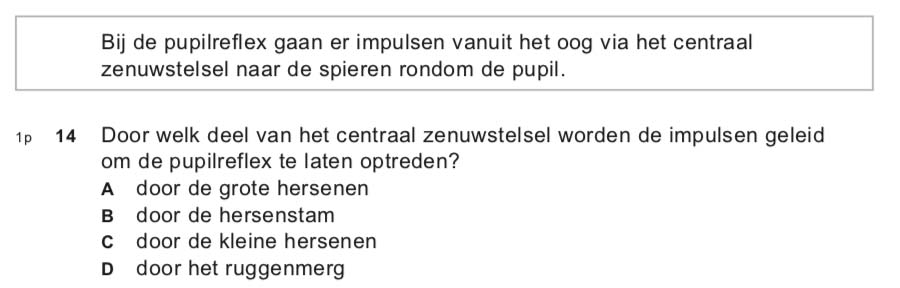 Bij de pupilreflex gaan er impulsen vanuit het oog via het centraal
zenuwstelsel naar de spieren rondom de pupil.
1p 14 Door welk deel van het centraal zenuwstelsel worden de impulsen geleid
om de pupilreflex te laten optreden?
A door de grote hersenen
B door de hersenstam
C door de kleine hersenen
D door het ruggenmerg